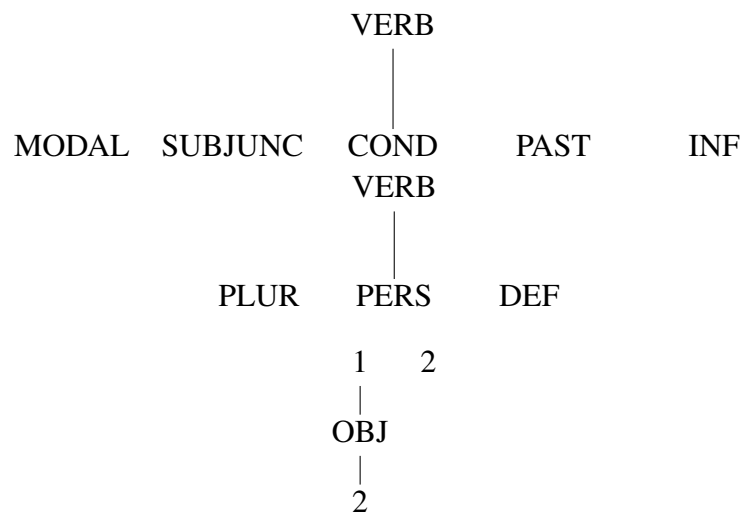 VERB
MODAL SUBJUNC COND PAST INF
VERB
PLUR PERS DEF
1 2
OBJ
2